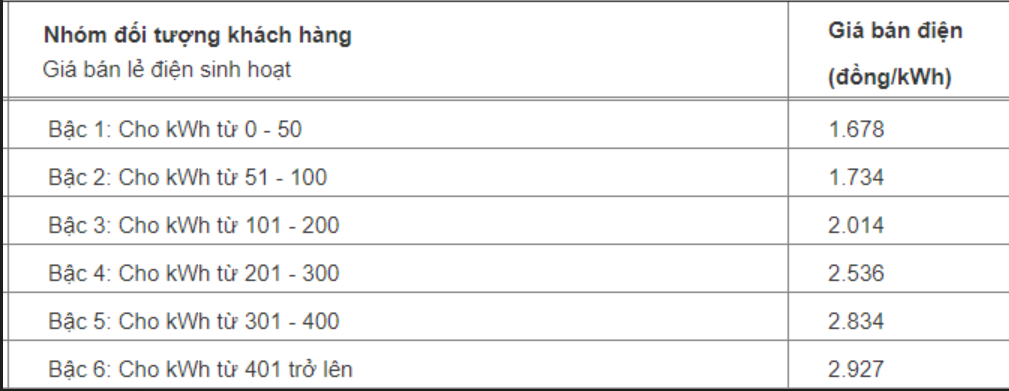 Nhóm đối tượng khách hàng
Giá bán lẻ điện sinh hoạt
Giá bán điện
(đồng/kWh)
Bậc 1: Cho kWh từ 0 - 50 1.678
Bậc 2: Cho kWh từ 51 - 100 1.734
Bậc 3: Cho kWh từ 101 - 200 2.014
Bậc 4: Cho kWh từ 201 - 300 2.536
Bậc 5: Cho kWh từ 301 - 400 2.834
Bậc 6: Cho kWh từ 401 trở lên 2.927